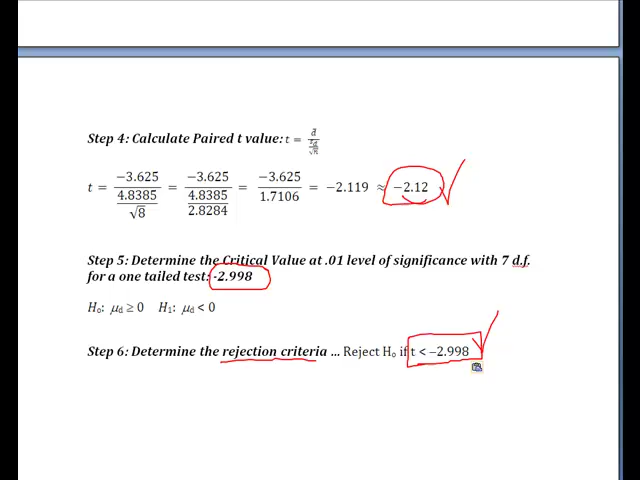 Step 4: Calculate Paired t value: t = d̄ / (sd / √n)
t = −3.625 / (4.8385 / √8) = −3.625 / (4.8385 / 2.8284) = −3.625 / 1.7106 = −2.119 ≈ −2.12
Step 5: Determine the Critical Value at .01 level of significance with 7 d.f.
for a one tailed test: -2.998
Ho: μd ≥ 0 H1: μd < 0
Step 6: Determine the rejection criteria ... Reject Ho if t < −2.998